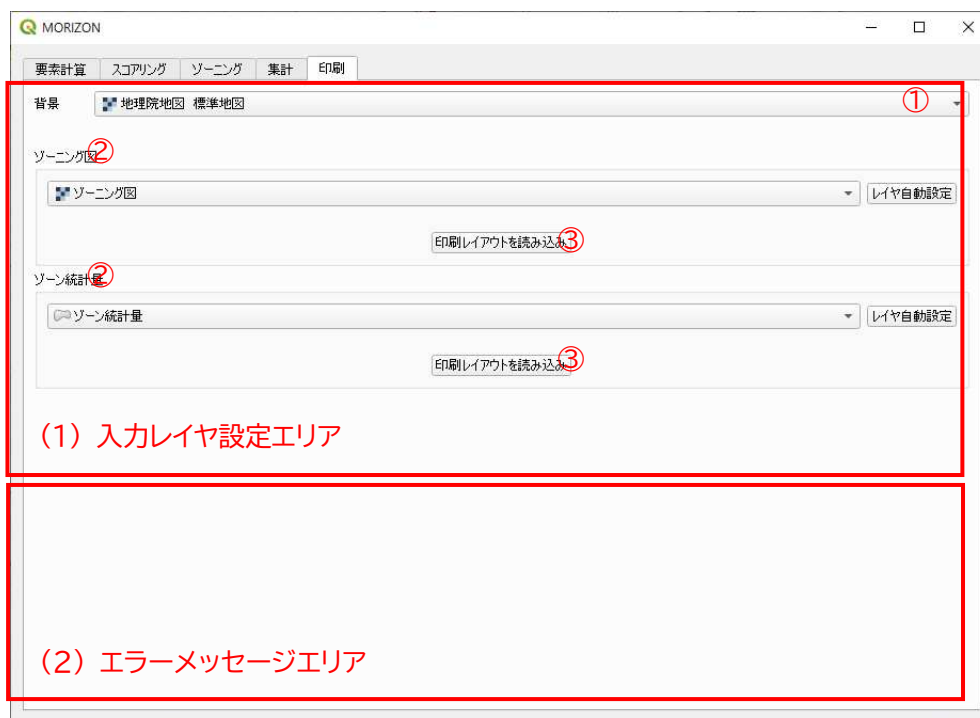 MORIZON
要素計算 スコアリング ゾーニング 集計 印刷
背景 地理院地図 標準地図 ①
ゾーニング図 ②
ゾーニング図 レイヤ自動設定
印刷レイアウトを読み込み ③
ゾーン統計量 ②
ゾーン統計量 レイヤ自動設定
印刷レイアウトを読み込み ③
(1) 入力レイヤ設定エリア
(2) エラーメッセージエリア